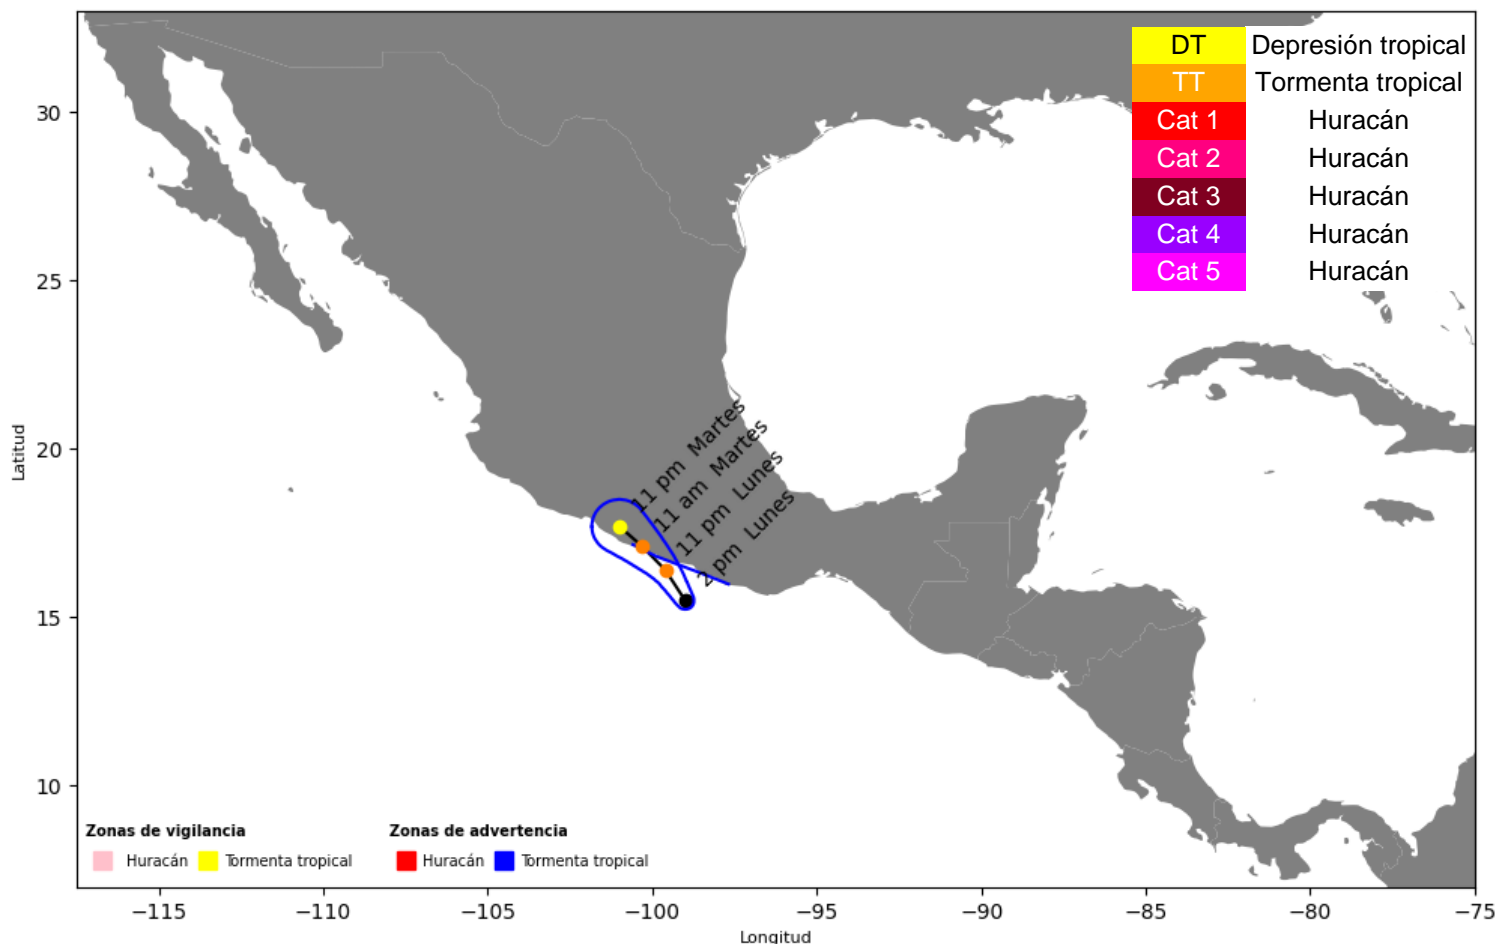 DT Depresión tropical
TT Tormenta tropical
Cat 1 Huracán
Cat 2 Huracán
Cat 3 Huracán
Cat 4 Huracán
Cat 5 Huracán
30
25
20
15
10
Latitud
11 pm Martes
11 am Martes
11 pm Lunes
2 pm Lunes
Zonas de vigilancia
Huracán Tormenta tropical
Zonas de advertencia
Huracán Tormenta tropical
−115 −110 −105 −100 −95 −90 −85 −80 −75
Longitud